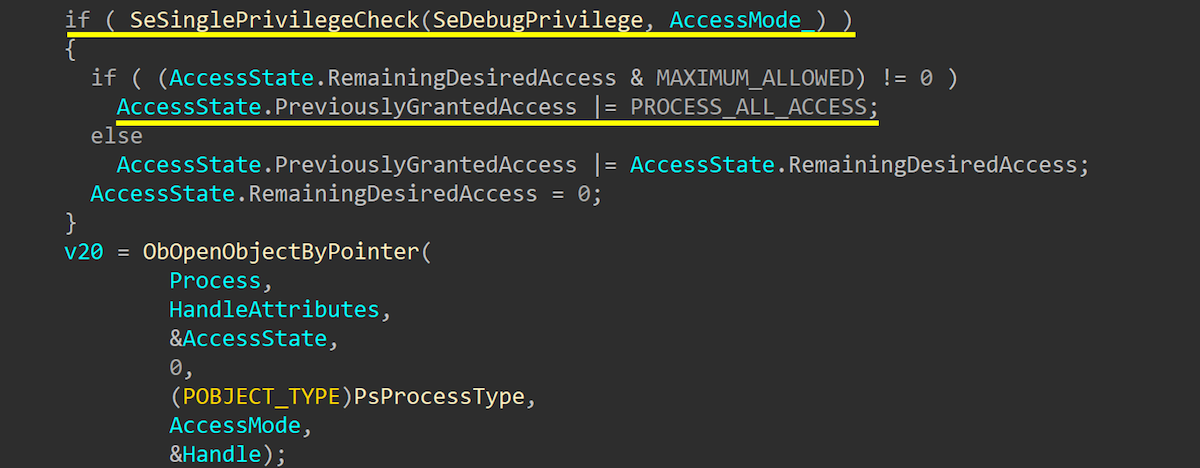 if ( SeSinglePrivilegeCheck(SeDebugPrivilege, AccessMode_) )
{
if ( (AccessState.RemainingDesiredAccess & MAXIMUM_ALLOWED) != 0 )
AccessState.PreviouslyGrantedAccess |= PROCESS_ALL_ACCESS;
else
AccessState.PreviouslyGrantedAccess |= AccessState.RemainingDesiredAccess;
AccessState.RemainingDesiredAccess = 0;
}
v20 = ObOpenObjectByPointer(
Process,
HandleAttributes,
&AccessState,
0,
(POBJECT_TYPE)PsProcessType,
AccessMode,
&Handle);